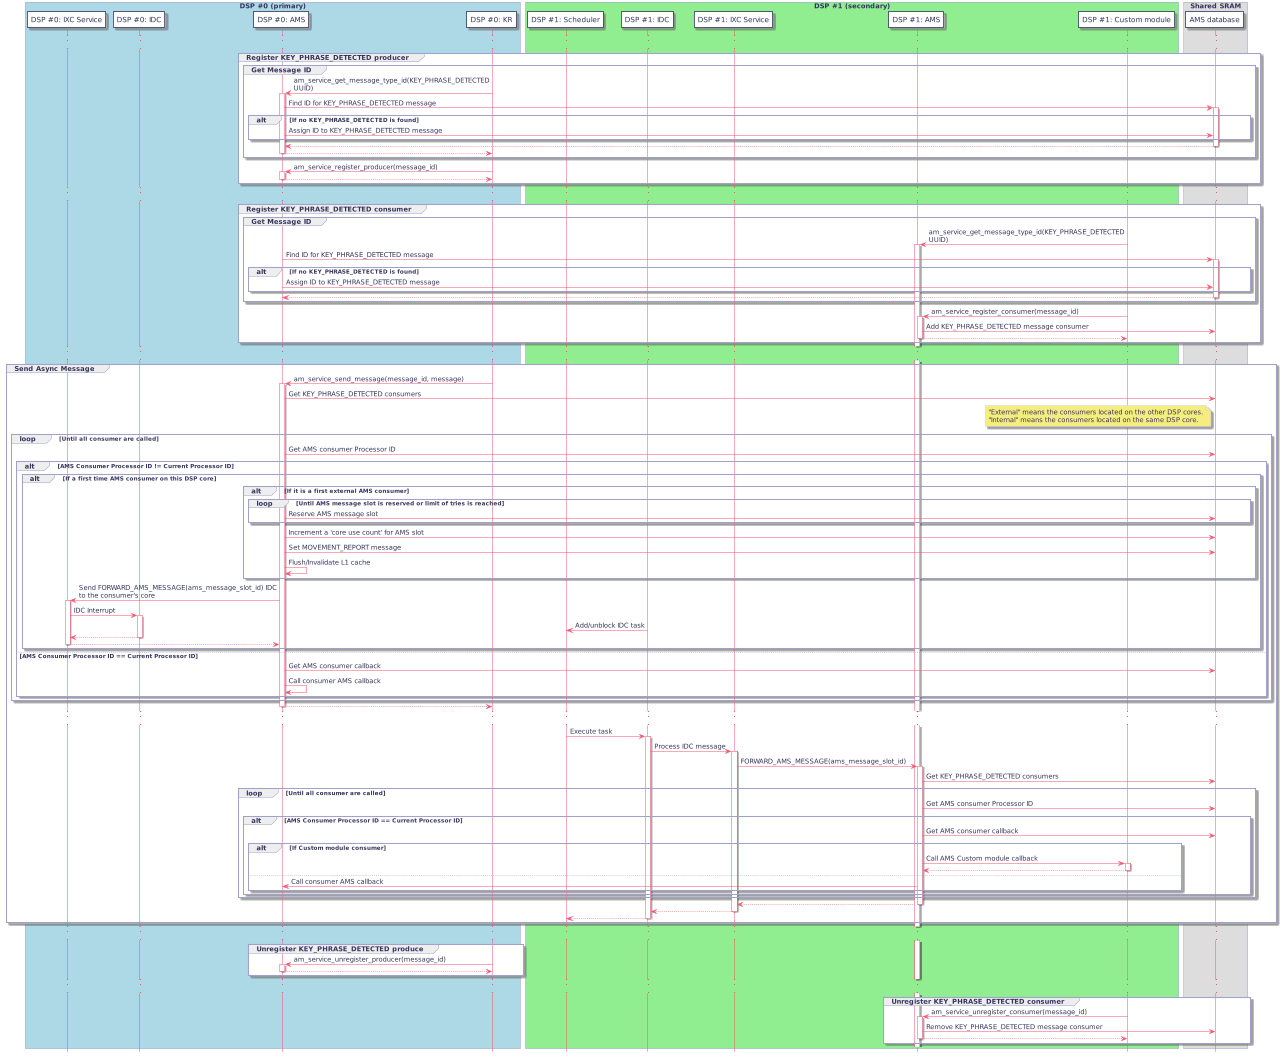 DSP #0 (primary)
DSP #1 (secondary)
Shared SRAM
DSP #0: IXC Service
DSP #0: IDC
DSP #0: AMS
DSP #0: KR
DSP #1: Scheduler
DSP #1: IDC
DSP #1: IXC Service
DSP #1: AMS
DSP #1: Custom module
AMS database
Register KEY_PHRASE_DETECTED producer
Get Message ID
am_service_get_message_type_id(KEY_PHRASE_DETECTED
UUID)
Find ID for KEY_PHRASE_DETECTED message
alt
[If no KEY_PHRASE_DETECTED is found]
Assign ID to KEY_PHRASE_DETECTED message
am_service_register_producer(message_id)
Register KEY_PHRASE_DETECTED consumer
Get Message ID
am_service_get_message_type_id(KEY_PHRASE_DETECTED
UUID)
Find ID for KEY_PHRASE_DETECTED message
alt
[If no KEY_PHRASE_DETECTED is found]
Assign ID to KEY_PHRASE_DETECTED message
am_service_register_consumer(message_id)
Add KEY_PHRASE_DETECTED message consumer
Send Async Message
am_service_send_message(message_id, message)
Get KEY_PHRASE_DETECTED consumers
"External" means the consumers located on the other DSP cores.
"Internal" means the consumers located on the same DSP core.
loop
[Until all consumer are called]
Get AMS consumer Processor ID
alt
[AMS Consumer Processor ID != Current Processor ID]
alt
[If a first time AMS consumer on this DSP core]
alt
[If it is a first external AMS consumer]
loop
[Until AMS message slot is reserved or limit of tries is reached]
Reserve AMS message slot
Increment a 'core use count' for AMS slot
Set MOVEMENT_REPORT message
Flush/Invalidate L1 cache
Send FORWARD_AMS_MESSAGE(ams_message_slot_id) IDC
to the consumer's core
IDC Interrupt
Add/unblock IDC task
[AMS Consumer Processor ID == Current Processor ID]
Get AMS consumer callback
Call consumer AMS callback
Execute task
Process IDC message
FORWARD_AMS_MESSAGE(ams_message_slot_id)
Get KEY_PHRASE_DETECTED consumers
loop
[Until all consumer are called]
Get AMS consumer Processor ID
alt
[AMS Consumer Processor ID == Current Processor ID]
Get AMS consumer callback
alt
[If Custom module consumer]
Call AMS Custom module callback
Call consumer AMS callback
Unregister KEY_PHRASE_DETECTED produce
am_service_unregister_producer(message_id)
Unregister KEY_PHRASE_DETECTED consumer
am_service_unregister_consumer(message_id)
Remove KEY_PHRASE_DETECTED message consumer